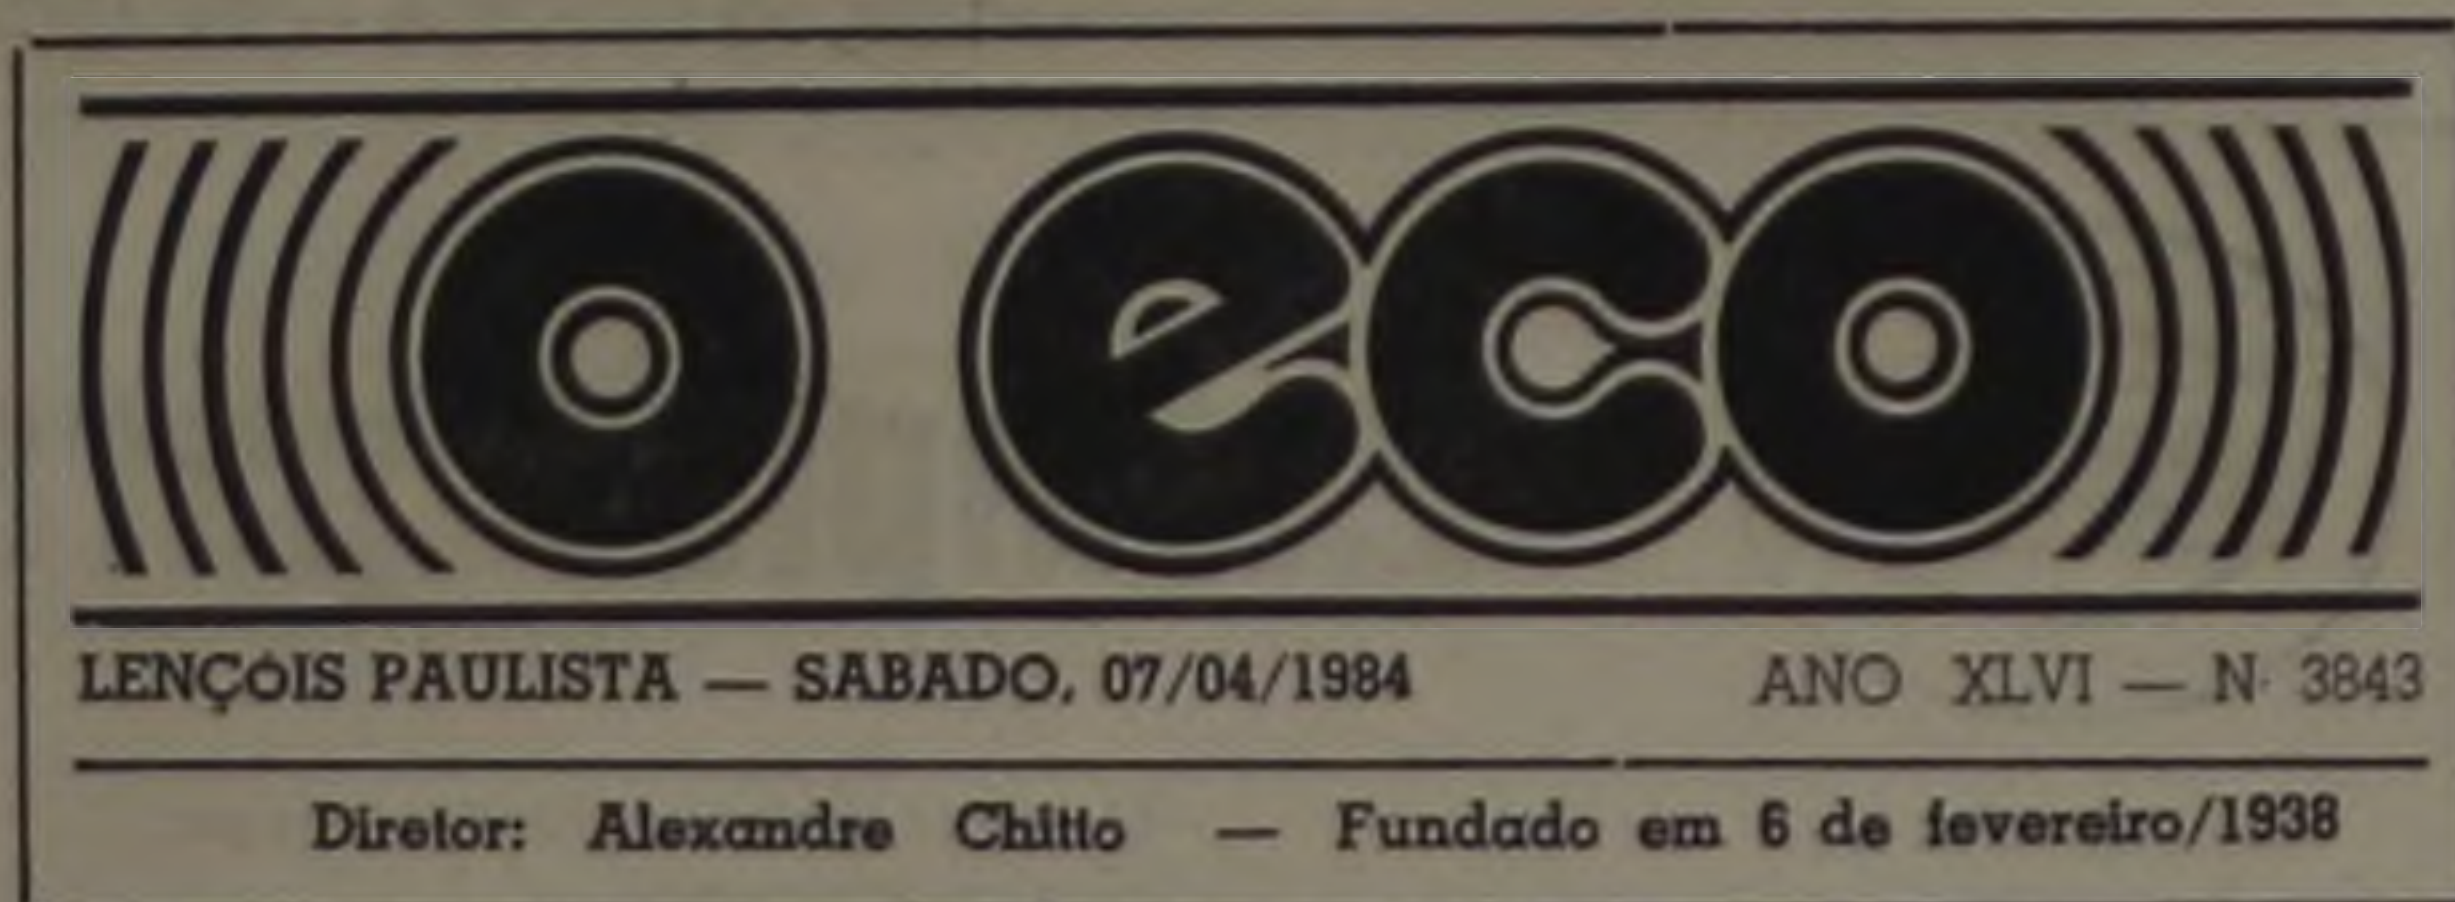 o eco
LENÇÓIS PAULISTA — SABADO, 07/04/1984 ANO XLVI — N· 3843
Diretor: Alexandre Chitto — Fundado em 6 de fevereiro/1938